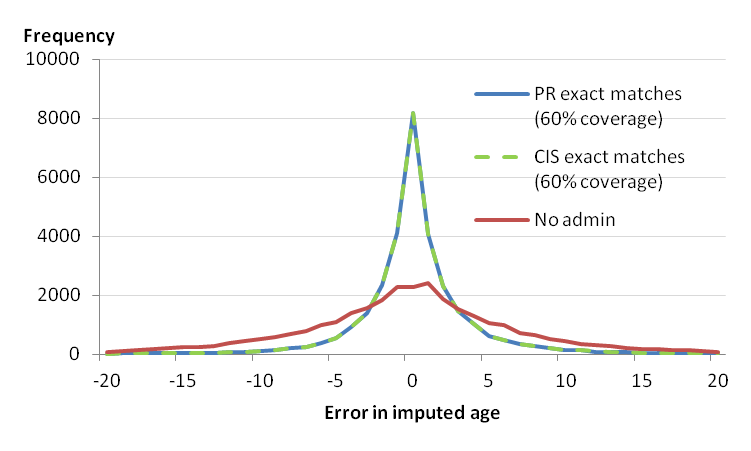 Frequency
10000
8000
6000
4000
2000
0
PR exact matches
(60% coverage)
CIS exact matches
(60% coverage)
No admin
-20 -15 -10 -5 0 5 10 15 20
Error in imputed age